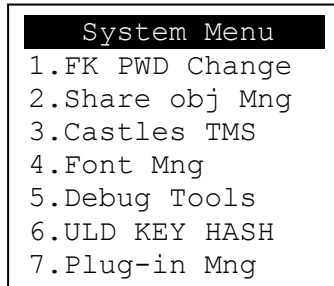 System Menu
1.FK PWD Change
2.Share obj Mng
3.Castles TMS
4.Font Mng
5.Debug Tools
6.ULD KEY HASH
7.Plug-in Mng